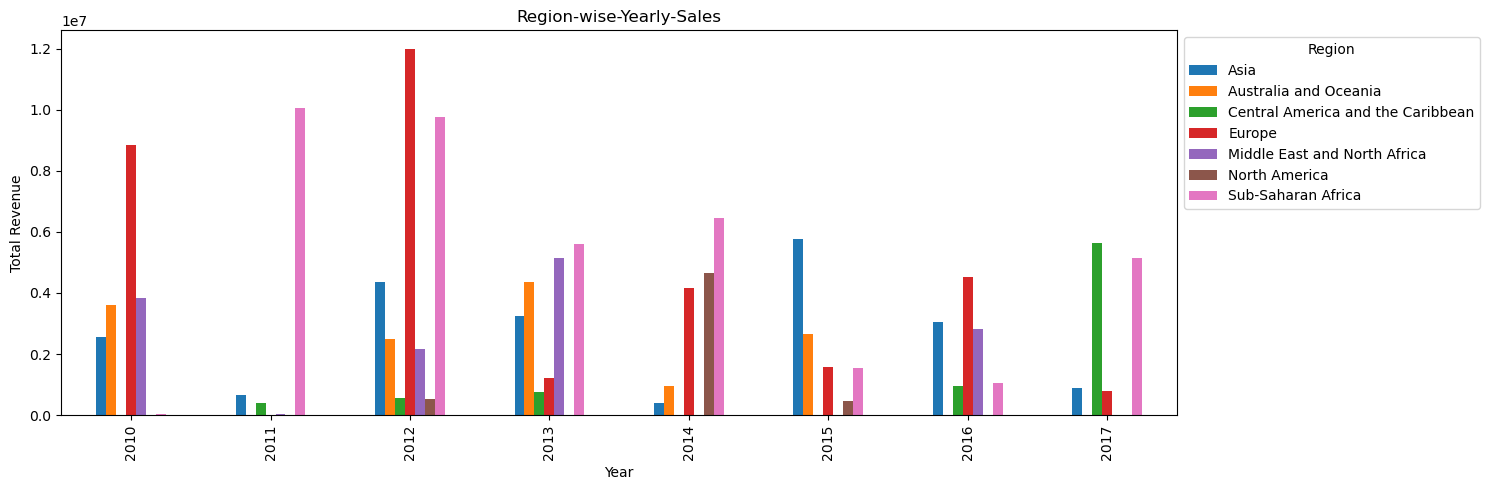 Region-wise-Yearly-Sales
1e7
1.2
1.0
0.8
0.6
0.4
0.2
0.0
Total Revenue
2010
2011
2012
2013
2014
2015
2016
2017
Year
Region
Asia
Australia and Oceania
Central America and the Caribbean
Europe
Middle East and North Africa
North America
Sub-Saharan Africa